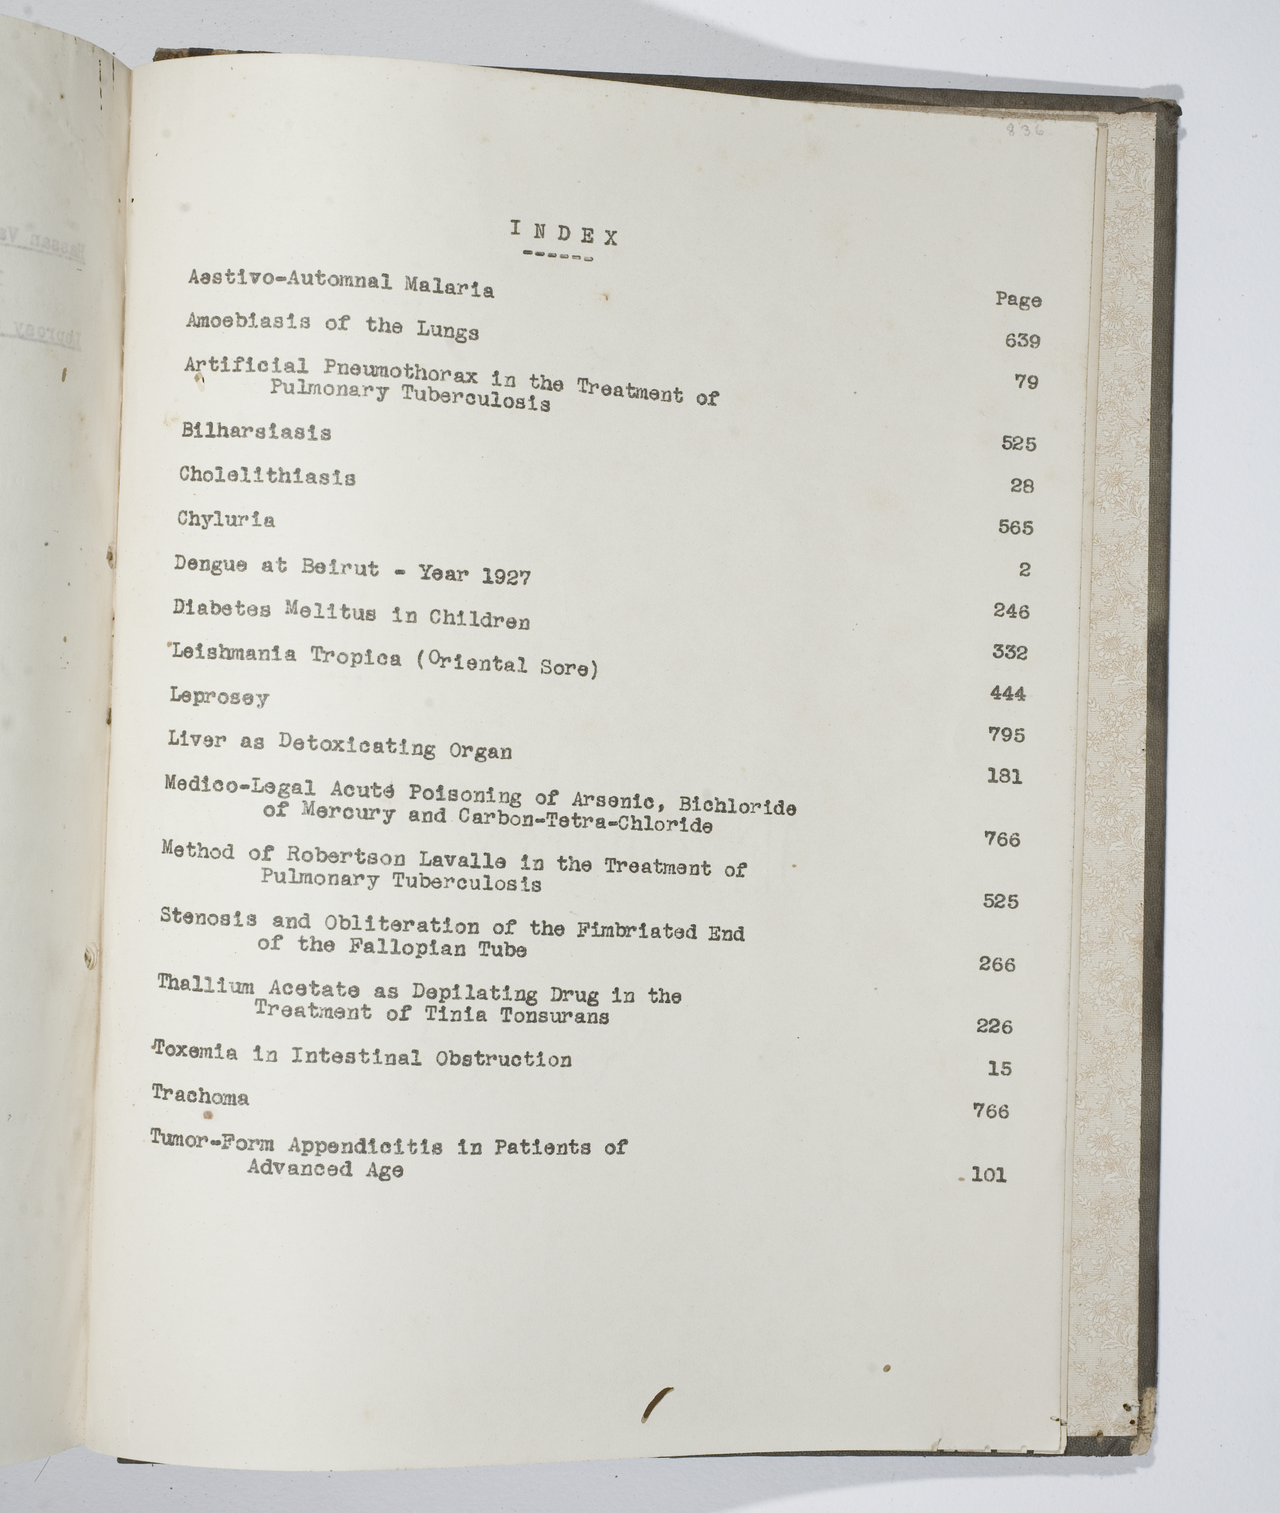 836
INDEX
Page
Aestivo-Automnal Malaria 639
Amoebiasis of the Lungs 79
Artificial Pneumothorax in the Treatment of
Pulmonary Tuberculosis 525
Bilharsiasis 28
Cholelithiasis 565
Chyluria 2
Dengue at Beirut - Year 1927 246
Diabetes Melitus in Children 332
Leishmania Tropica (Oriental Sore) 444
Leprosey 795
Liver as Detoxicating Organ 181
Medico-Legal Acute Poisoning of Arsenic, Bichloride
of Mercury and Carbon-Tetra-Chloride 766
Method of Robertson Lavalle in the Treatment of
Pulmonary Tuberculosis 525
Stenosis and Obliteration of the Fimbriated End
of the Fallopian Tube 266
Thallium Acetate as Depilating Drug in the
Treatment of Tinia Tonsurans 226
Toxemia in Intestinal Obstruction 15
Trachoma 766
Tumor-Form Appendicitis in Patients of
Advanced Age 101